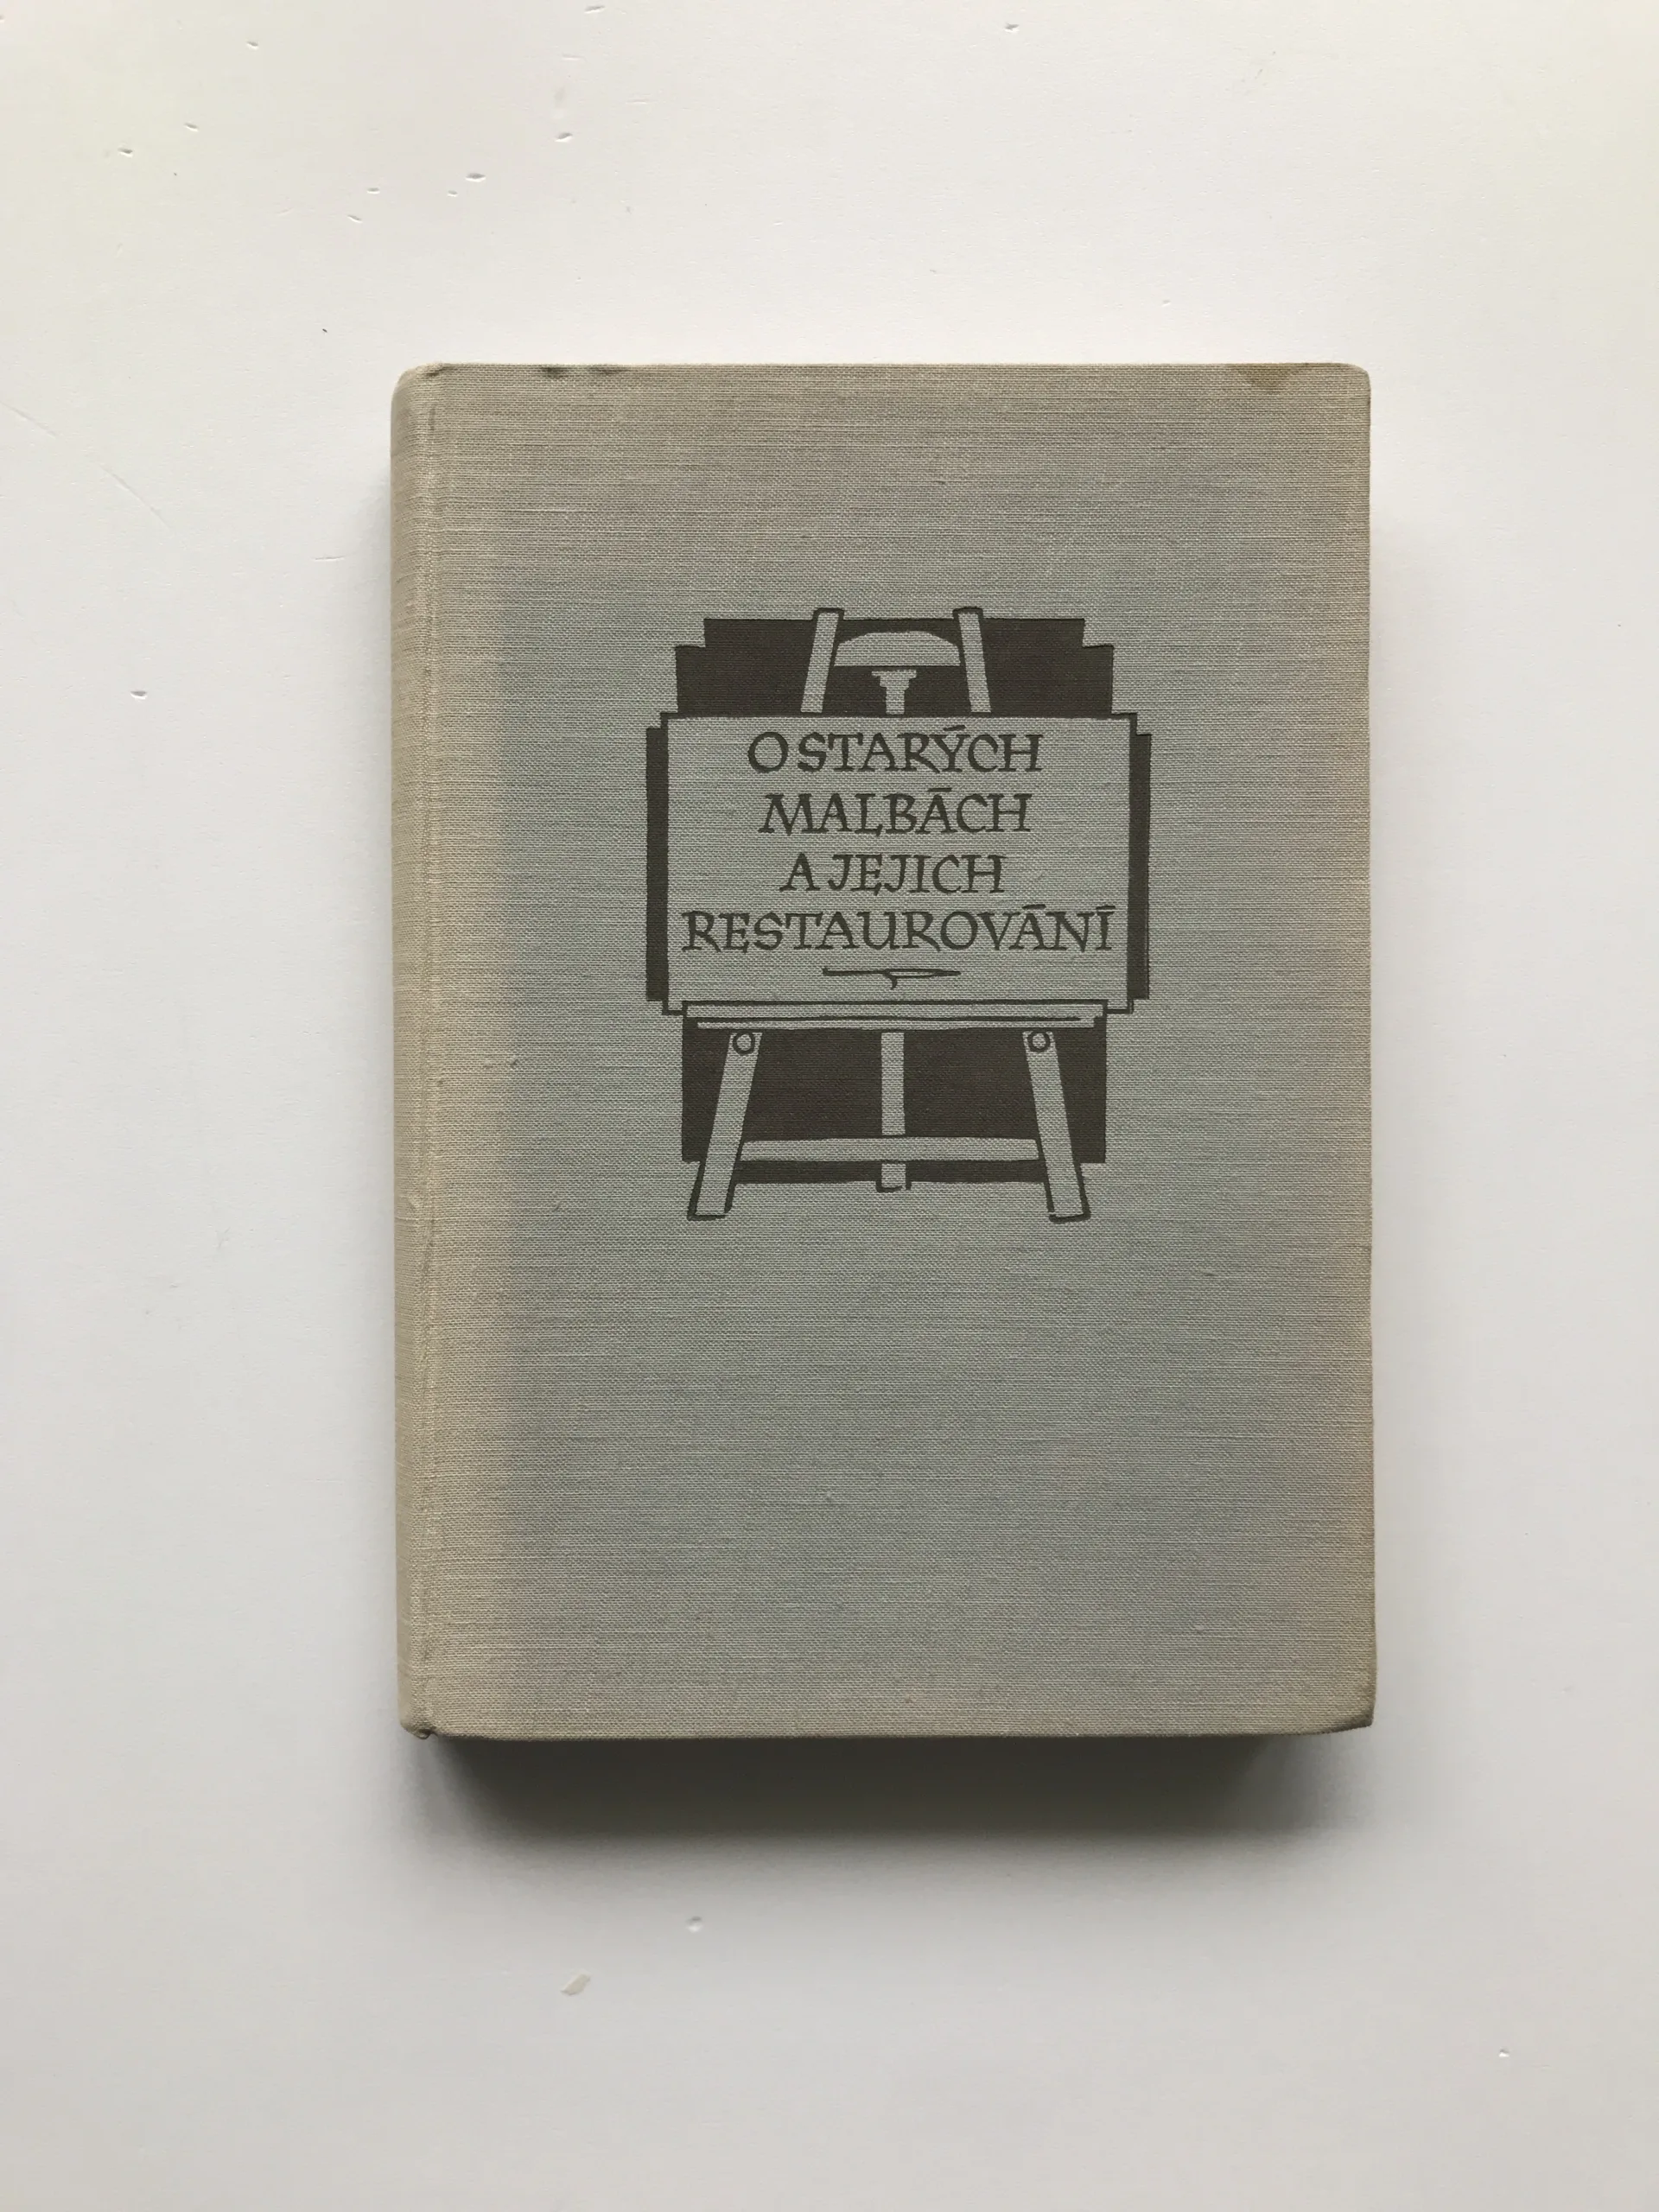 O STARÝCH
MALBÁCH
A JEJICH
RESTAUROVÁNÍ